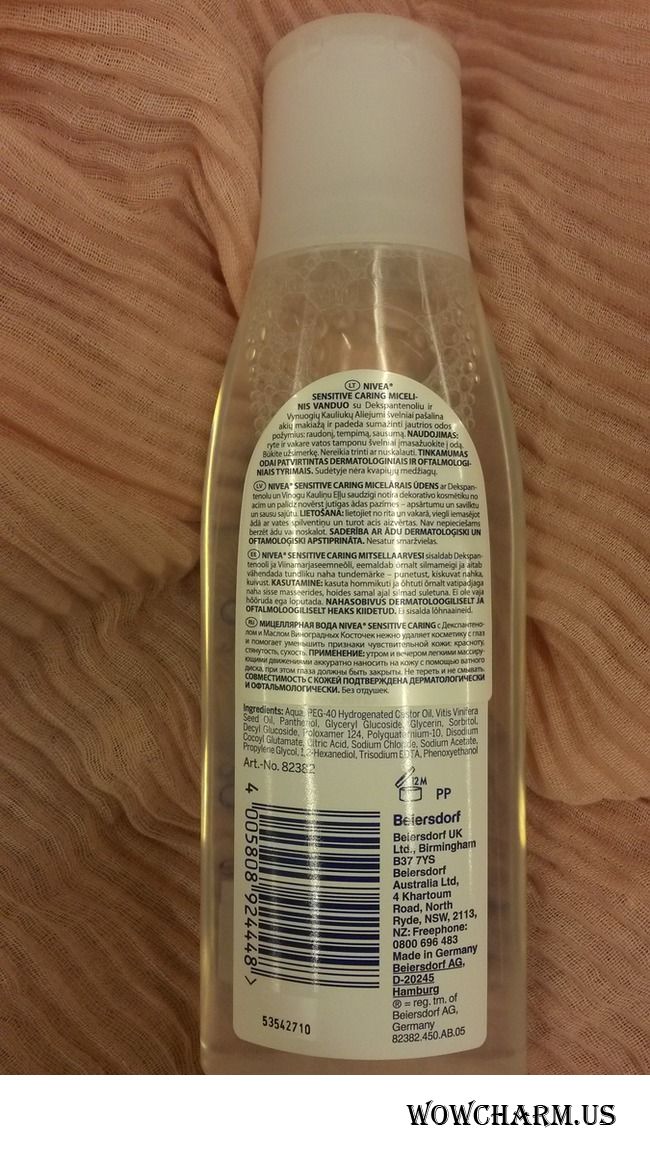 LT NIVEA®
SENSITIVE CARING MICELI-
NIS VANDUO su Dekspantenoliu ir
Vynuogių Kauliukų Aliejumi švelniai pašalina
akių makiažą ir padeda sumažinti jautrios odos
požymius: raudonį, tempimą, sausumą. NAUDOJIMAS:
ryte ir vakare vatos tamponu švelniai įmasažuokite į odą.
Būkite užsimerkę. Nereikia trinti ar nuskalauti. TINKAMUMAS
ODAI PATVIRTINTAS DERMATOLOGINIAIS IR OFTALMOLOGI-
NIAIS TYRIMAIS. Sudėtyje nėra kvapiųjų medžiagų.
LV NIVEA® SENSITIVE CARING MICELĀRAIS ŪDENS ar Dekspan-
tenolu un Vīnogu Kauliņu Eļļu saudzīgi notīra dekoratīvo kosmētiku no
acīm un palīdz novērst jutīgas ādas pazīmes – apsārtumu un savilktu
un sausu sajūtu. LIETOŠANA: lietojiet no rīta un vakarā, viegli iemasējot
ādā ar vates spilventiņu un turot acis aizvērtas. Nav nepieciešams
berzēt ādu vai noskalot. SADERĪBA AR ĀDU DERMATOLOĢISKI UN
OFTAMOLOĢISKI APSTIPRINĀTA. Nesatur smaržvielas.
EE NIVEA® SENSITIVE CARING MITSELLAARVESI sisaldab Dekspan-
tenooli ja Viinamarjaseemneõli, eemaldab õrnalt silmameigi ja aitab
vähendada tundliku naha tundemärke – punetust, kiskuvat nahka,
kuivust. KASUTAMINE: kasuta hommikuti ja õhtuti õrnalt vatipadjaga
naha sisse masseerides, hoides samal ajal silmad suletuna. Ei ole vaja
hõõruda ega loputada. NAHASOBIVUS DERMATOLOOGILISELT JA
OFTALMOLOOGILISELT HEAKS KIIDETUD. Ei sisalda lõhnaaineid.
RU МИЦЕЛЛЯРНАЯ ВОДА NIVEA® SENSITIVE CARING с Декспантено-
лом и Маслом Виноградных Косточек нежно удаляет косметику с глаз
и помогает уменьшить признаки чувствительной кожи: красноту,
стянутость, сухость. ПРИМЕНЕНИЕ: утром и вечером легкими массиру-
ющими движениями аккуратно наносить на кожу с помощью ватного
диска, при этом глаза должны быть закрыты. Не тереть и не смывать.
СОВМЕСТИМОСТЬ С КОЖЕЙ ПОДТВЕРЖДЕНА ДЕРМАТОЛОГИЧЕСКИ
И ОФТАЛЬМОЛОГИЧЕСКИ. Без отдушек.
Ingredients: Aqua, PEG-40 Hydrogenated Castor Oil, Vitis Vinifera
Seed Oil, Panthenol, Glyceryl Glucoside, Glycerin, Sorbitol,
Decyl Glucoside, Poloxamer 124, Polyquaternium-10, Disodium
Cocoyl Glutamate, Citric Acid, Sodium Chloride, Sodium Acetate,
Propylene Glycol, 1,2-Hexanediol, Trisodium EDTA, Phenoxyethanol
Art.-No. 82382
12M
PP
4 005808 924448 >
53542710
Beiersdorf
Beiersdorf UK
Ltd., Birmingham
B37 7YS
Beiersdorf
Australia Ltd,
4 Khartoum
Road, North
Ryde, NSW, 2113,
NZ: Freephone:
0800 696 483
Made in Germany
Beiersdorf AG,
D-20245
Hamburg
® = reg. tm. of
Beiersdorf AG,
Germany
82382.450.AB.05
WOWCHARM.US